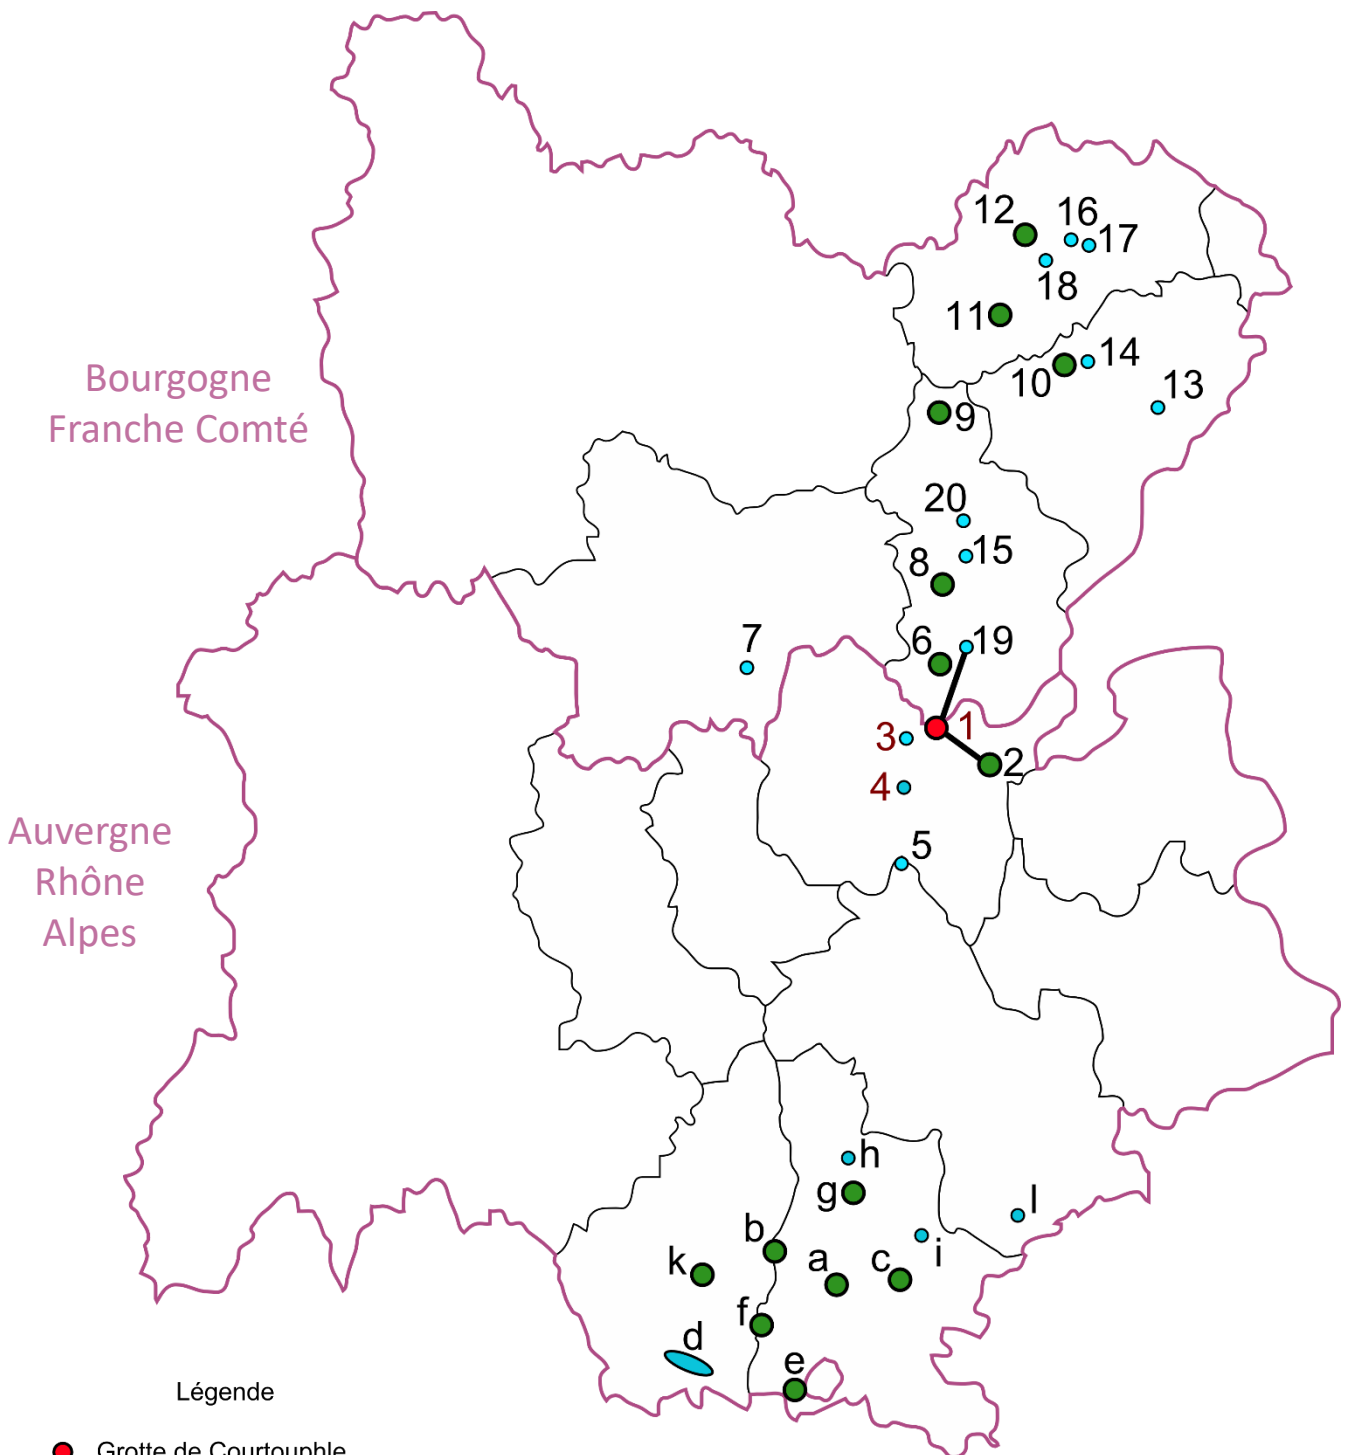 12
16
17
18
11
14
10
13
Bourgogne
Franche Comté
9
20
15
8
7
6
19
3
1
2
4
5
Auvergne
Rhône
Alpes
h
g
l
b
i
k
a
c
f
d
e
Légende
Grotte de Courtouphle